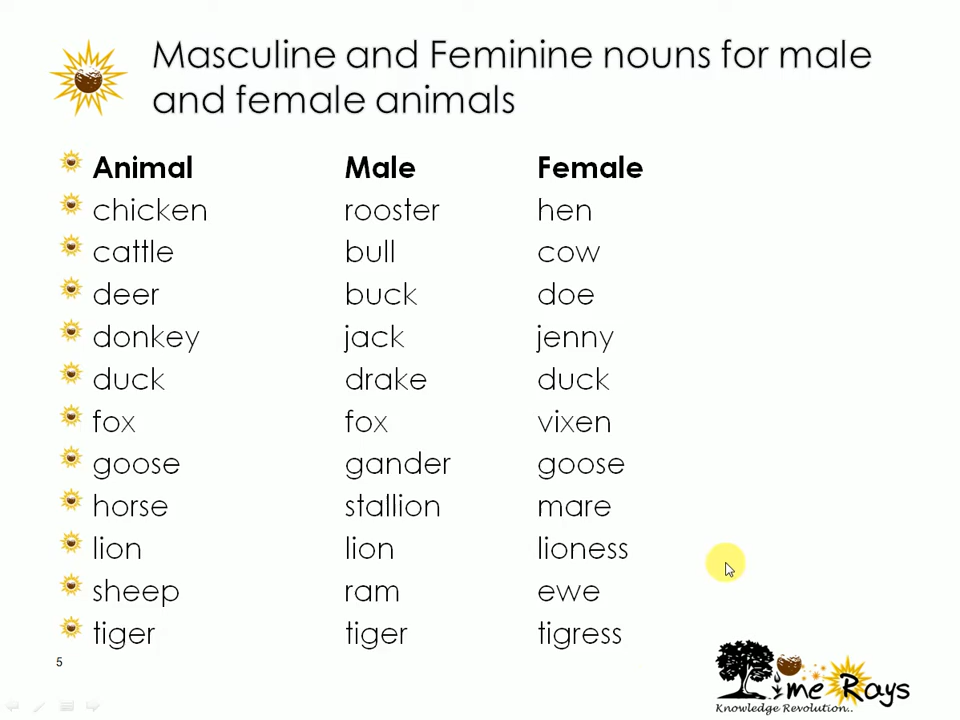 Masculine and Feminine nouns for male
and female animals
Animal Male Female
chicken rooster hen
cattle bull cow
deer buck doe
donkey jack jenny
duck drake duck
fox fox vixen
goose gander goose
horse stallion mare
lion lion lioness
sheep ram ewe
tiger tiger tigress
5
ime Rays
Knowledge Revolution..